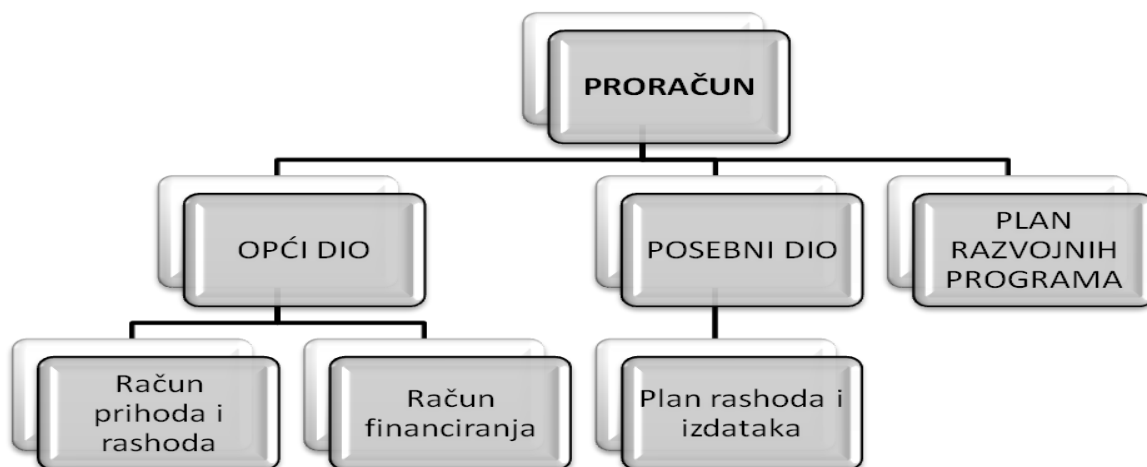 PRORAČUN
OPĆI DIO
POSEBNI DIO
PLAN
RAZVOJNIH
PROGRAMA
Račun
prihoda i
rashoda
Račun
financiranja
Plan rashoda i
izdataka